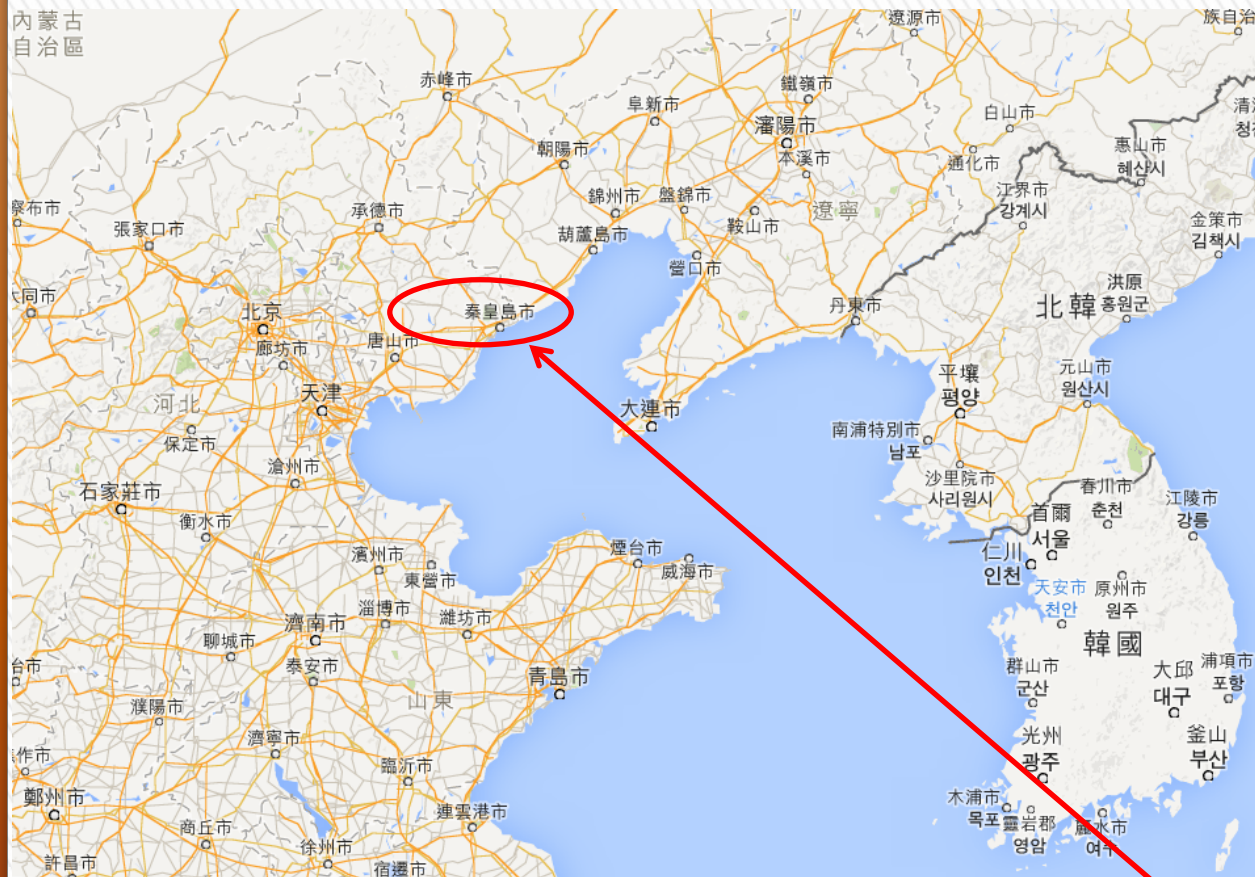 內蒙古
自治區
遼源市
族自治
赤峰市
鐵嶺市
阜新市
白山市
瀋陽市
惠山市
혜산시
朝陽市
本溪市
通化市
江界市
강계시
錦州市
盤錦市
遼寧
金策市
김책시
承德市
鞍山市
張家口市
葫蘆島市
營口市
洪原
홍원군
丹東市
北韓
北京
秦皇島市
唐山市
廊坊市
元山市
원산시
平壤
평양
天津
大連市
河北
南浦特別市
남포
保定市
滄州市
沙里院市
사리원시
春川市
춘천
江陵市
강릉
石家莊市
首爾
서울
衡水市
仁川
인천
煙台市
威海市
濱州市
東營市
天安市
천안
原州市
원주
淄博市
濰坊市
濟南市
聊城市
韓國
泰安市
青島市
群山市
군산
大邱
대구
浦項市
포항
山東
濮陽市
濟寧市
光州
광주
釜山
부산
臨沂市
鄭州市
木浦市
목포
靈岩郡
영암
麗水市
여수
連雲港市
商丘市
徐州市
許昌市
宿遷市